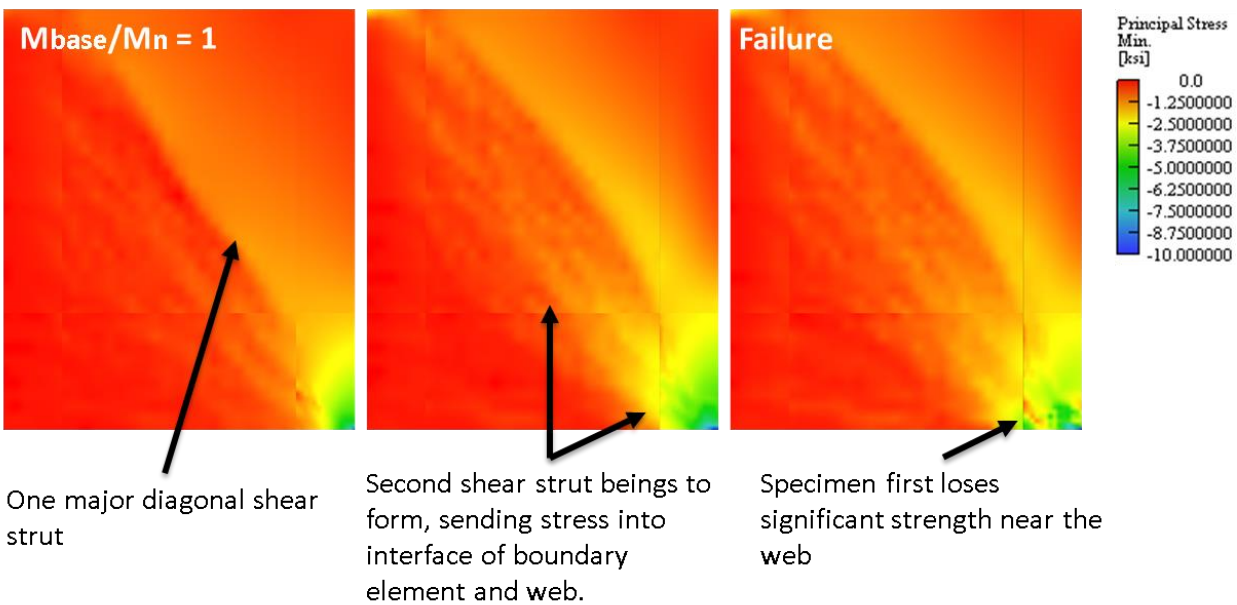 Mbase/Mn = 1
Failure
Principal Stress
Min.
[ksi]
0.0
-1.2500000
-2.5000000
-3.7500000
-5.0000000
-6.2500000
-7.5000000
-8.7500000
-10.000000
One major diagonal shear
strut
Second shear strut beings to
form, sending stress into
interface of boundary
element and web.
Specimen first loses
significant strength near the
web